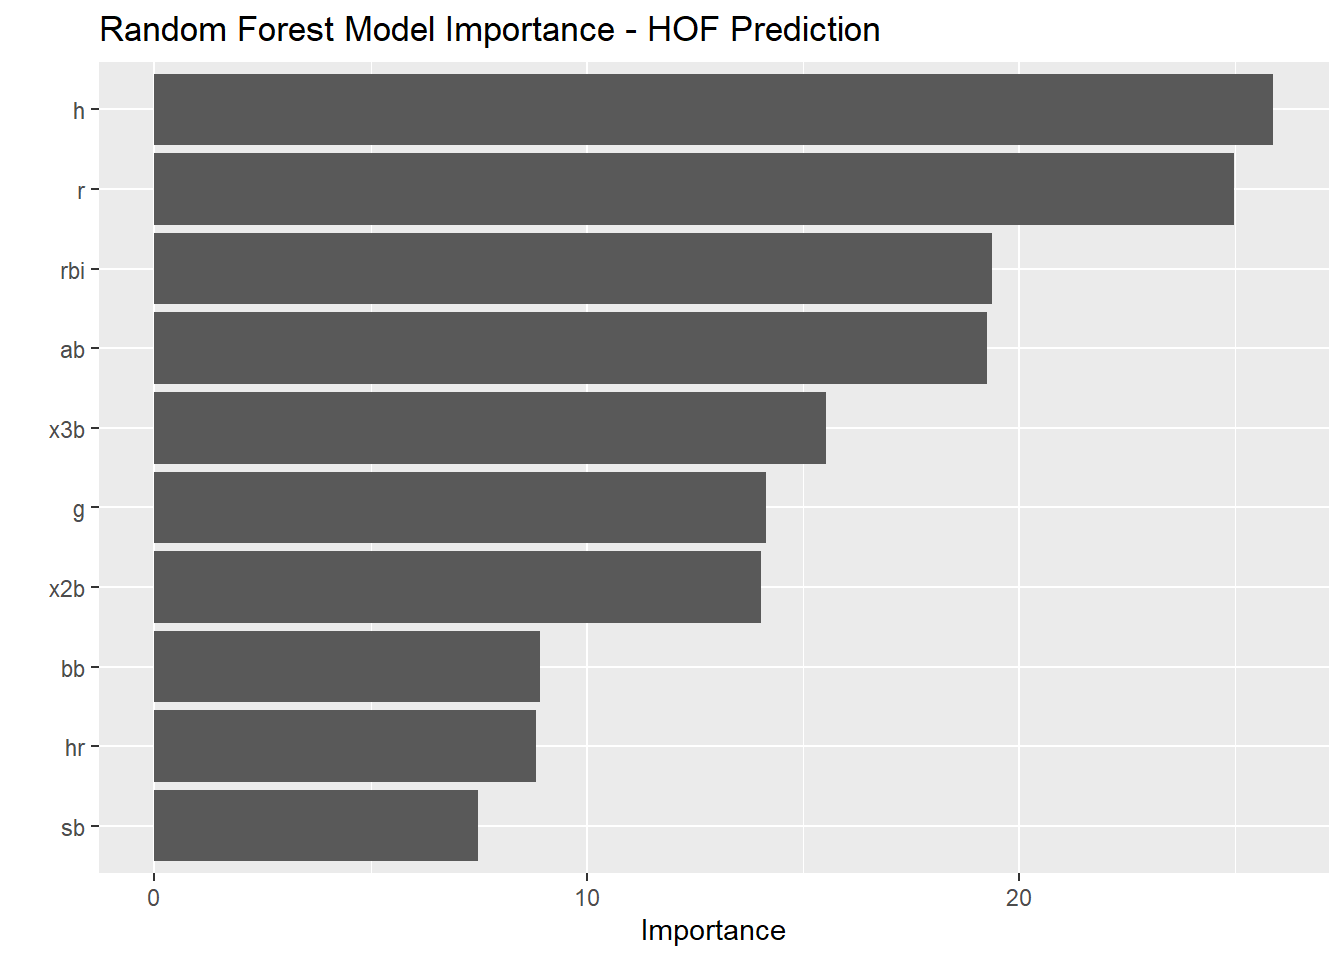 Random Forest Model Importance - HOF Prediction
h
r
rbi
ab
x3b
g
x2b
bb
hr
sb
0 10 20
Importance